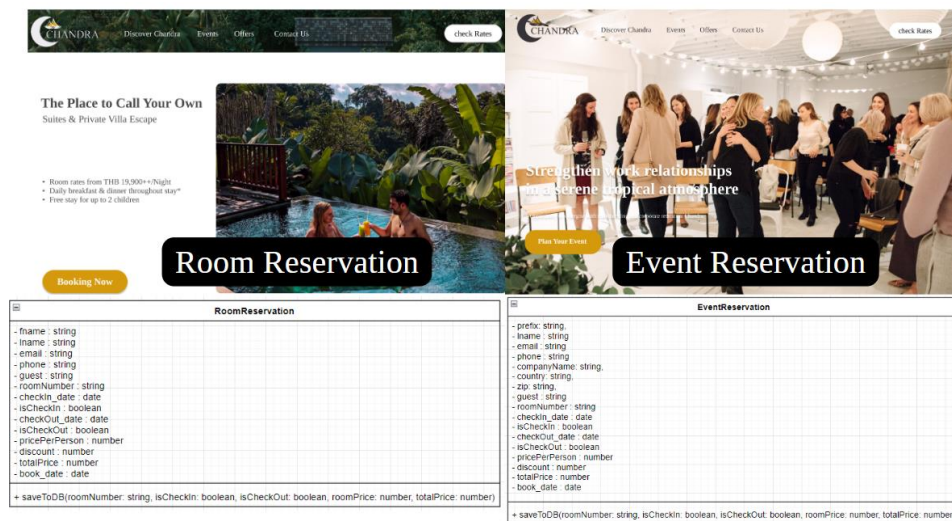 CHANDRA
Discover Chandra Events Offers Contact Us
check Rates
The Place to Call Your Own
Suites & Private Villa Escape
• Room rates from THB 19,900++/Night
• Daily breakfast & dinner throughout stay*
• Free stay for up to 2 children
Booking Now
Room Reservation
CHANDRA
Discover Chandra Events Offers Contact Us
check Rates
Strengthen work relationships
in a serene tropical atmosphere
Plan Your Event
Event Reservation
RoomReservation
- fname : string
- lname : string
- email : string
- phone : string
- guest : string
- roomNumber : string
- checkIn_date : date
- isCheckIn : boolean
- checkOut_date : date
- isCheckOut : boolean
- pricePerPerson : number
- discount : number
- totalPrice : number
- book_date : date
+ saveToDB(roomNumber: string, isCheckIn: boolean, isCheckOut: boolean, roomPrice: number, totalPrice: number)
EventReservation
- prefix: string,
- lname : string
- email : string
- phone : string
- companyName: string,
- country: string,
- zip: string,
- guest : string
- roomNumber : string
- checkIn_date : date
- isCheckIn : boolean
- checkOut_date : date
- isCheckOut : boolean
- pricePerPerson : number
- discount : number
- totalPrice : number
- book_date : date
+ saveToDB(roomNumber: string, isCheckIn: boolean, isCheckOut: boolean, roomPrice: number, totalPrice: number